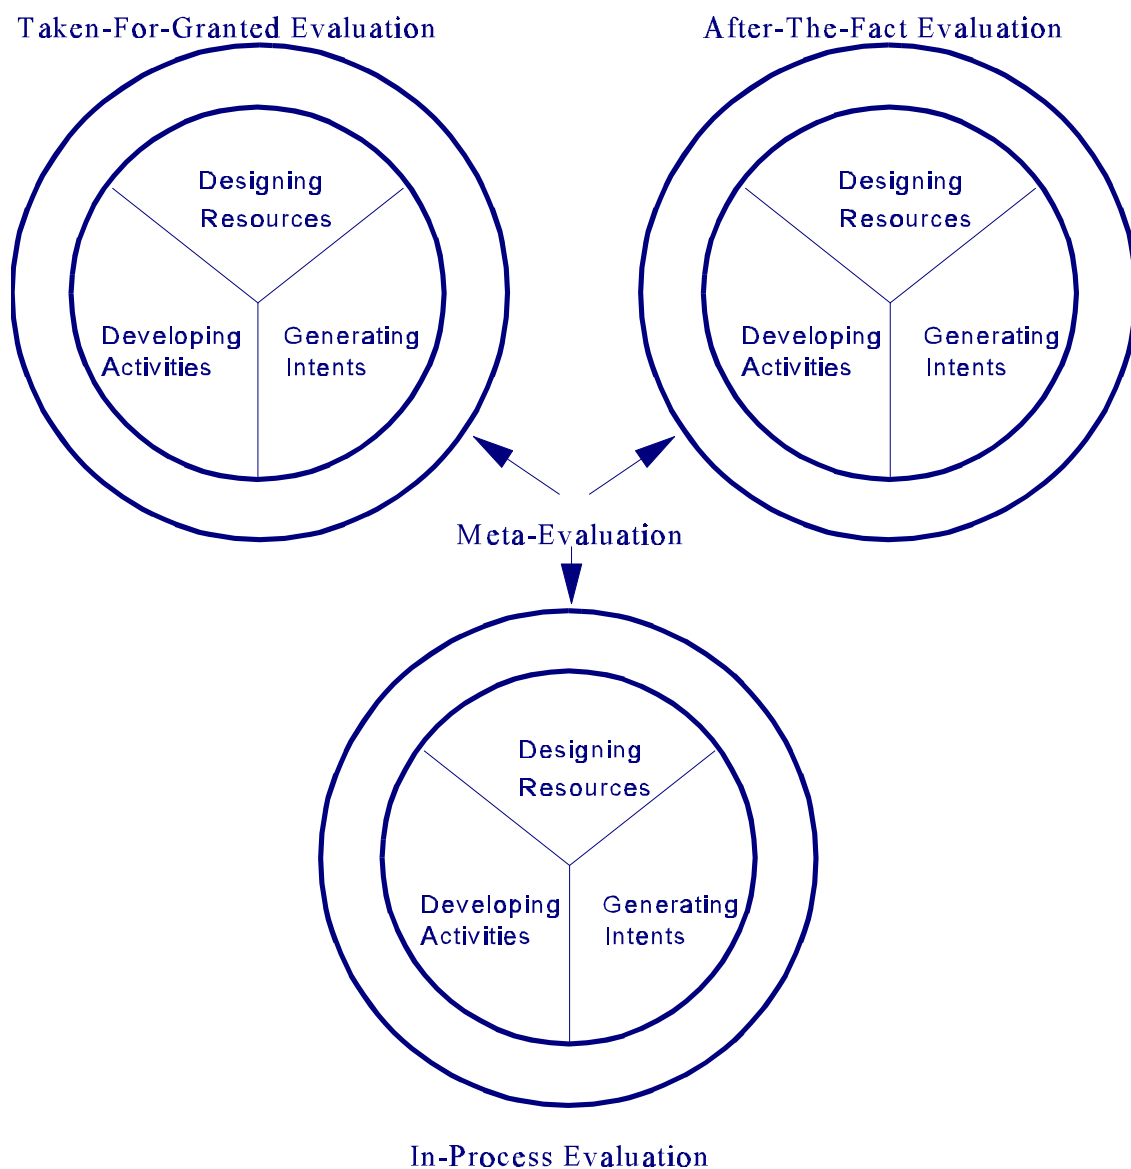 Taken-For-Granted Evaluation
After-The-Fact Evaluation
Designing
Resources
Developing
Activities
Generating
Intents
Designing
Resources
Developing
Activities
Generating
Intents
Meta-Evaluation
Designing
Resources
Developing
Activities
Generating
Intents
In-Process Evaluation